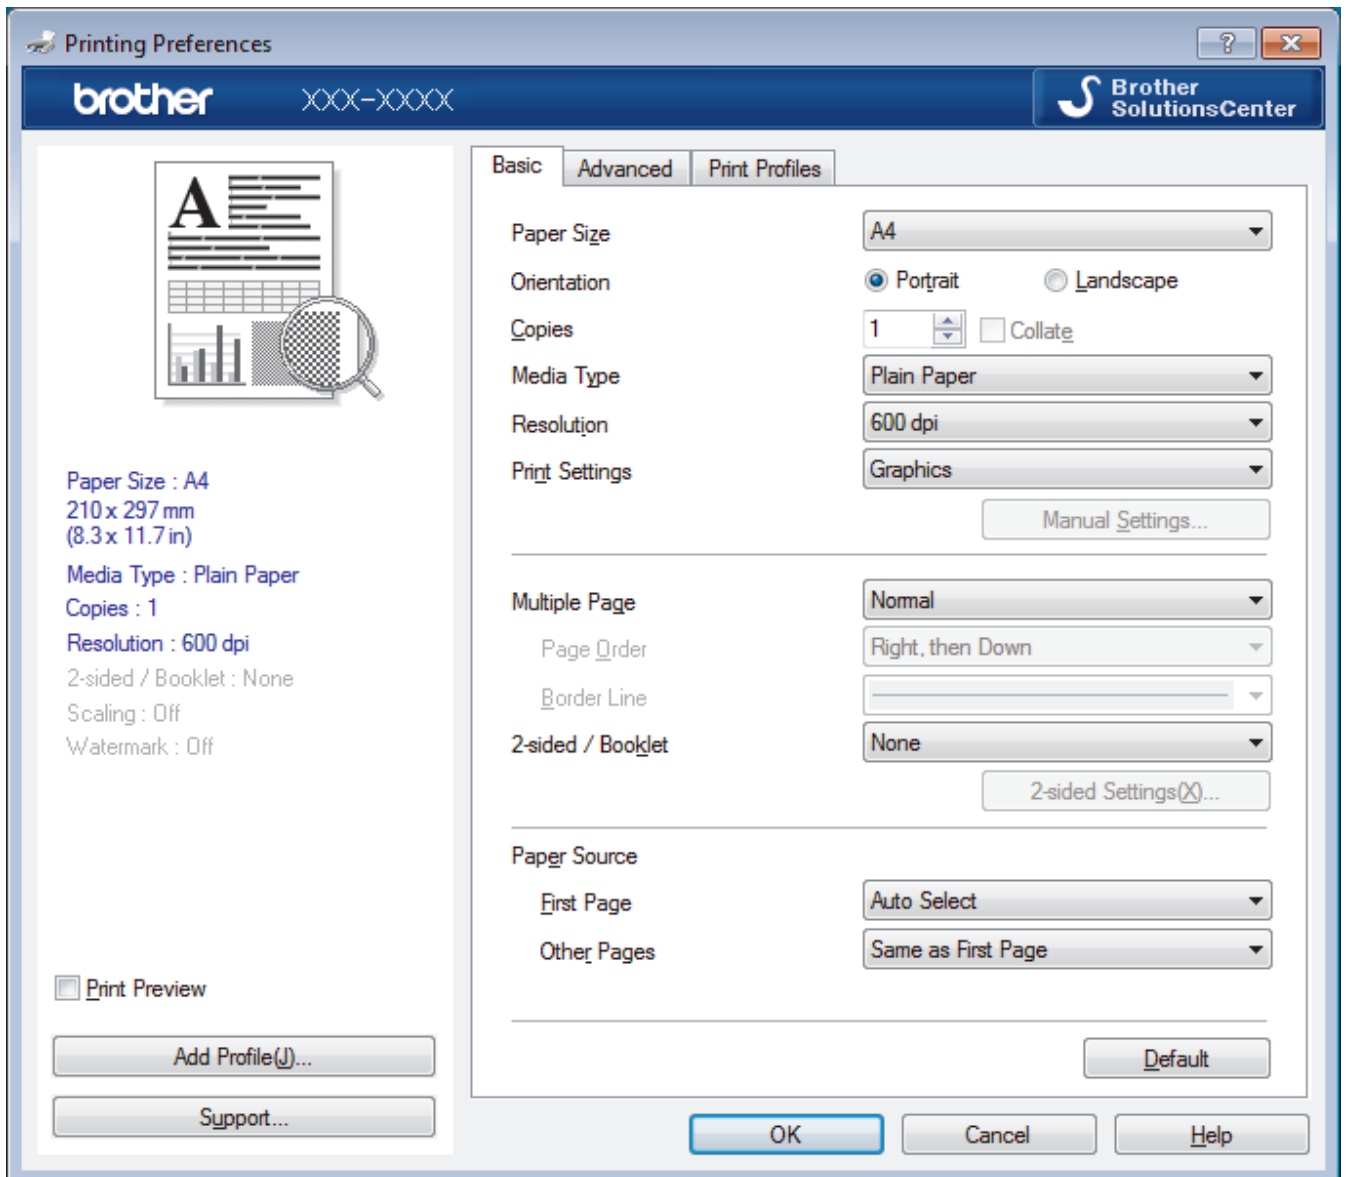 Printing Preferences
?
brother XXX-XXXX
Brother
SolutionsCenter
A
Paper Size : A4
210 x 297 mm
(8.3 x 11.7 in)
Media Type : Plain Paper
Copies : 1
Resolution : 600 dpi
2-sided / Booklet : None
Scaling : Off
Watermark : Off
Print Preview
Add Profile(J)...
Support...
Basic Advanced Print Profiles
Paper Size A4
Orientation Portrait Landscape
Copies 1 Collate
Media Type Plain Paper
Resolution 600 dpi
Print Settings Graphics
Manual Settings...
Multiple Page Normal
Page Order Right, then Down
Border Line
2-sided / Booklet None
2-sided Settings(X)...
Paper Source
First Page Auto Select
Other Pages Same as First Page
Default
OK Cancel Help